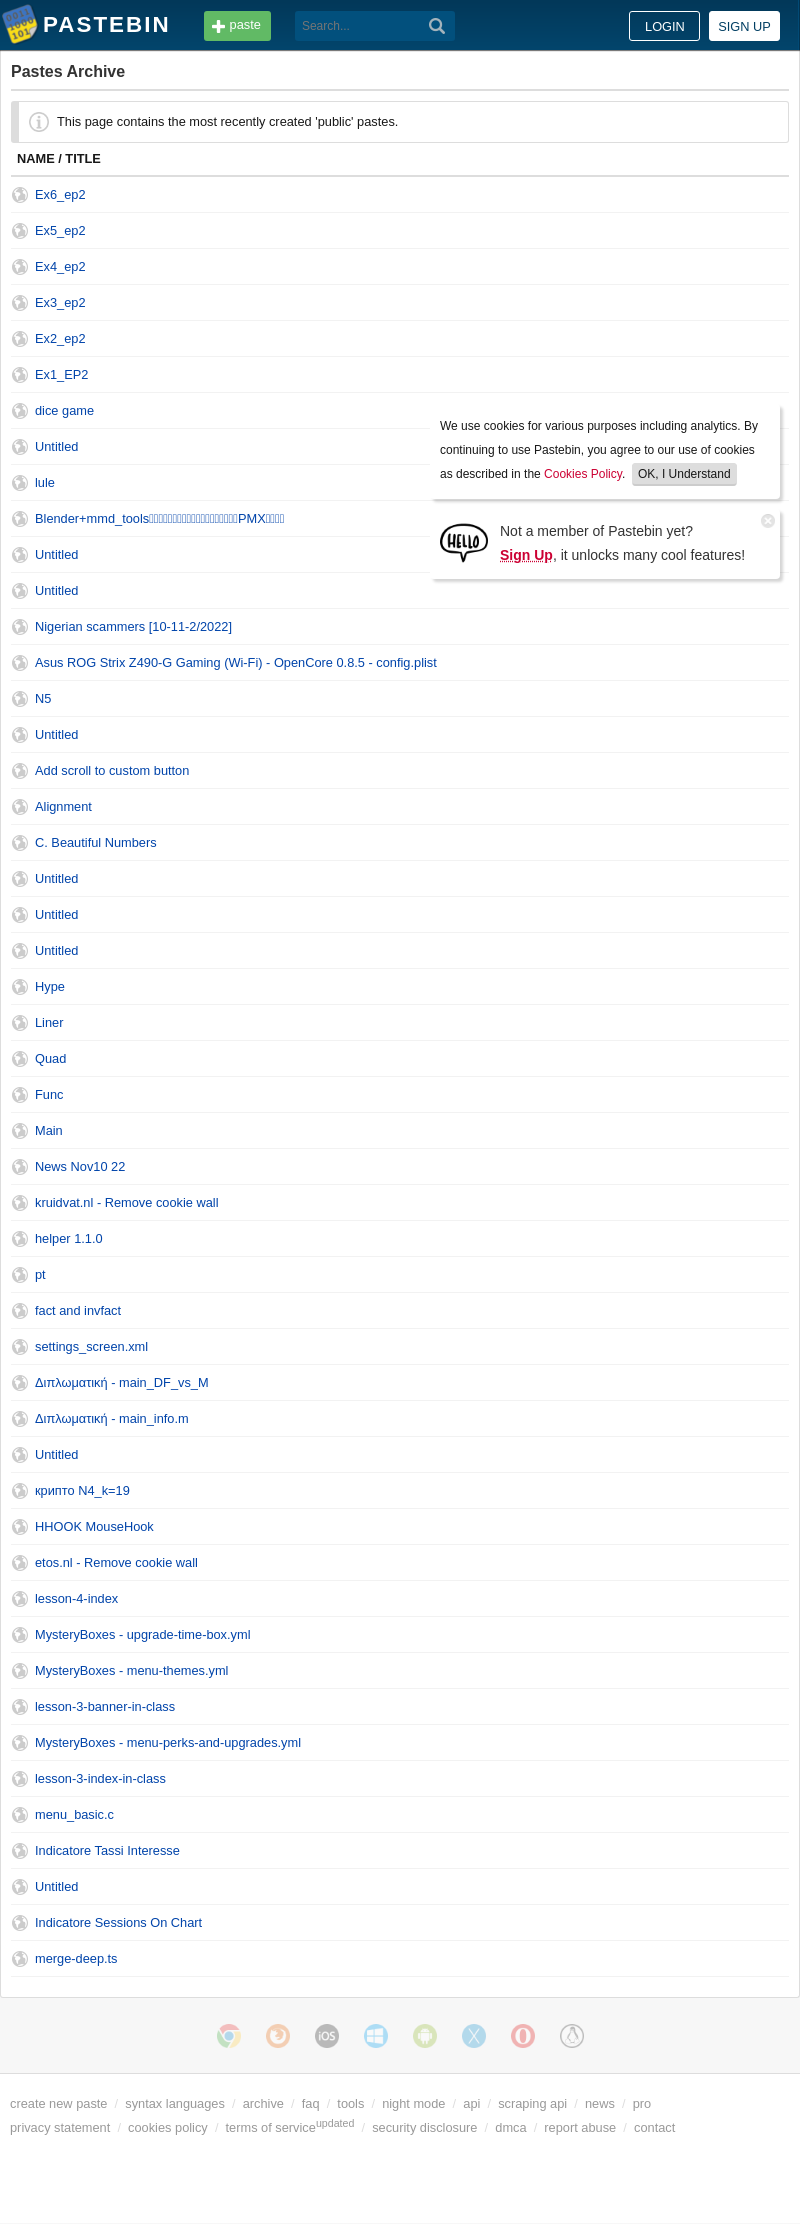 PASTEBIN
paste
Search...
LOGIN
SIGN UP
Pastes Archive
This page contains the most recently created 'public' pastes.
NAME / TITLE
Ex6_ep2
Ex5_ep2
Ex4_ep2
Ex3_ep2
Ex2_ep2
Ex1_EP2
dice game
Untitled
lule
Blender+mmd_tools
PMX
Untitled
Untitled
We use cookies for various purposes including analytics. By
continuing to use Pastebin, you agree to our use of cookies
as described in the Cookies Policy. OK, I Understand
HELLO
Not a member of Pastebin yet?
Sign Up, it unlocks many cool features!
Nigerian scammers [10-11-2/2022]
Asus ROG Strix Z490-G Gaming (Wi-Fi) - OpenCore 0.8.5 - config.plist
N5
Untitled
Add scroll to custom button
Alignment
C. Beautiful Numbers
Untitled
Untitled
Untitled
Hype
Liner
Quad
Func
Main
News Nov10 22
kruidvat.nl - Remove cookie wall
helper 1.1.0
pt
fact and invfact
settings_screen.xml
Διπλωματική - main_DF_vs_M
Διπλωματική - main_info.m
Untitled
крипто N4_k=19
HHOOK MouseHook
etos.nl - Remove cookie wall
lesson-4-index
MysteryBoxes - upgrade-time-box.yml
MysteryBoxes - menu-themes.yml
lesson-3-banner-in-class
MysteryBoxes - menu-perks-and-upgrades.yml
lesson-3-index-in-class
menu_basic.c
Indicatore Tassi Interesse
Untitled
Indicatore Sessions On Chart
merge-deep.ts
iOS
create new paste / syntax languages / archive / faq / tools / night mode / api / scraping api / news / pro
privacy statement / cookies policy / terms of service updated / security disclosure / dmca / report abuse / contact